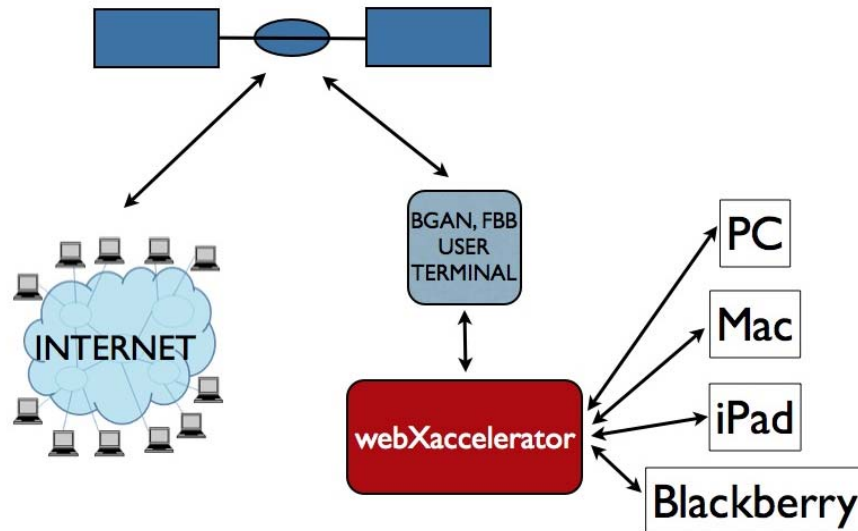 BGAN, FBB
USER
TERMINAL
PC
Mac
INTERNET
iPad
webXaccelerator
Blackberry